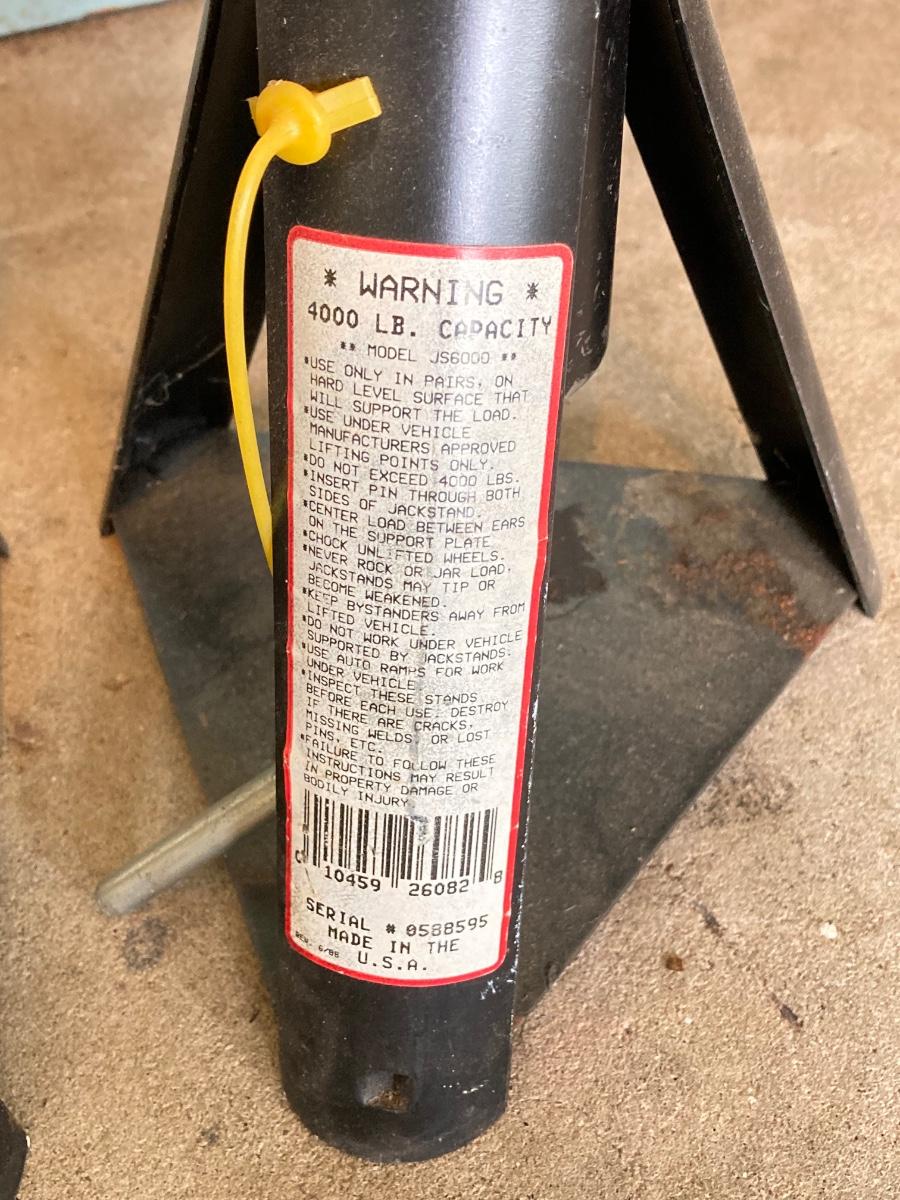 * WARNING *
4000 LB. CAPACITY
** MODEL JS6000 **
*USE ONLY IN PAIRS, ON
HARD LEVEL SURFACE THAT
WILL SUPPORT THE LOAD.
*USE UNDER VEHICLE
MANUFACTURERS APPROVED
LIFTING POINTS ONLY.
*DO NOT EXCEED 4000 LBS.
*INSERT PIN THROUGH BOTH
SIDES OF JACKSTAND.
*CENTER LOAD BETWEEN EARS
ON THE SUPPORT PLATE.
*CHOCK UNLIFTED WHEELS.
*NEVER ROCK OR JAR LOAD,
JACKSTANDS MAY TIP OR
BECOME WEAKENED.
*KEEP BYSTANDERS AWAY FROM
LIFTED VEHICLE.
*DO NOT WORK UNDER VEHICLE
SUPPORTED BY JACKSTANDS.
*USE AUTO RAMPS FOR WORK
UNDER VEHICLE
*INSPECT THESE STANDS
BEFORE EACH USE. DESTROY
IF THERE ARE CRACKS,
MISSING WELDS, OR LOST
PINS, ETC.
*FAILURE TO FOLLOW THESE
INSTRUCTIONS MAY RESULT
IN PROPERTY DAMAGE OR
BODILY INJURY
0 10459 26082 8
SERIAL # 0588595
MADE IN THE
REV. 6/88 U.S.A.